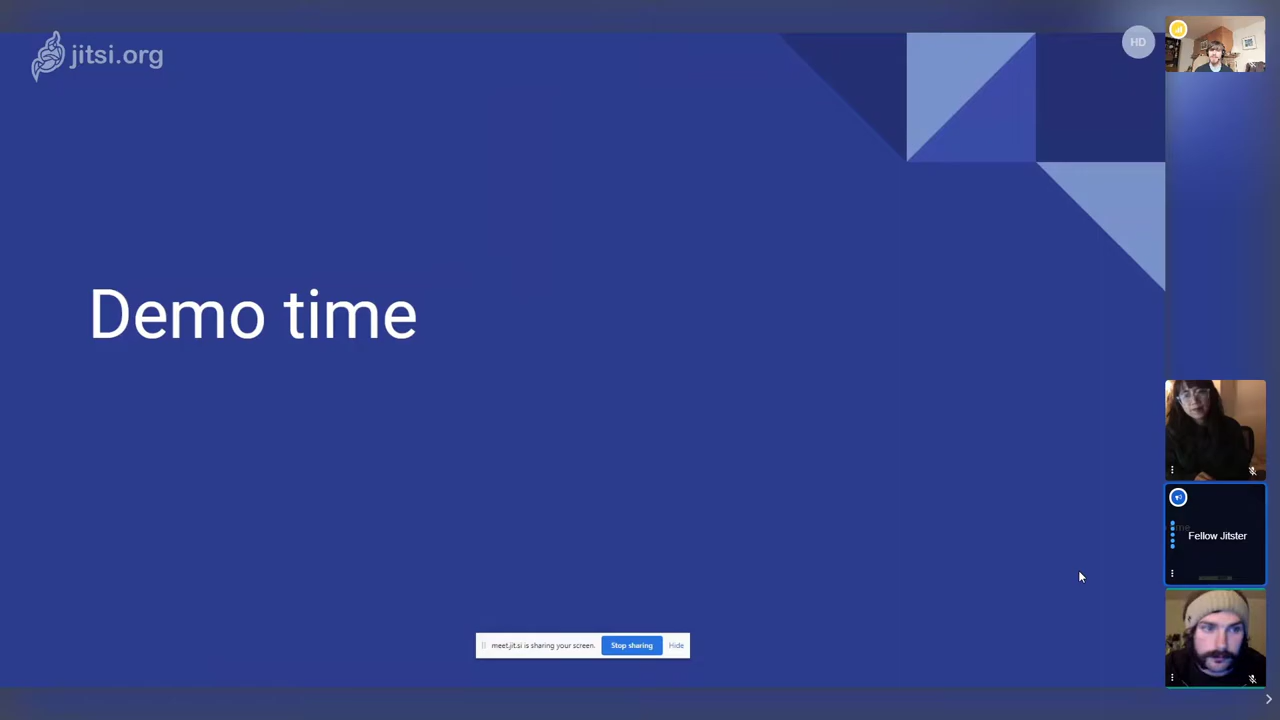 jitsi.org
HD
Demo time
Fellow Jitster
meet.jit.si is sharing your screen.
Stop sharing
Hide